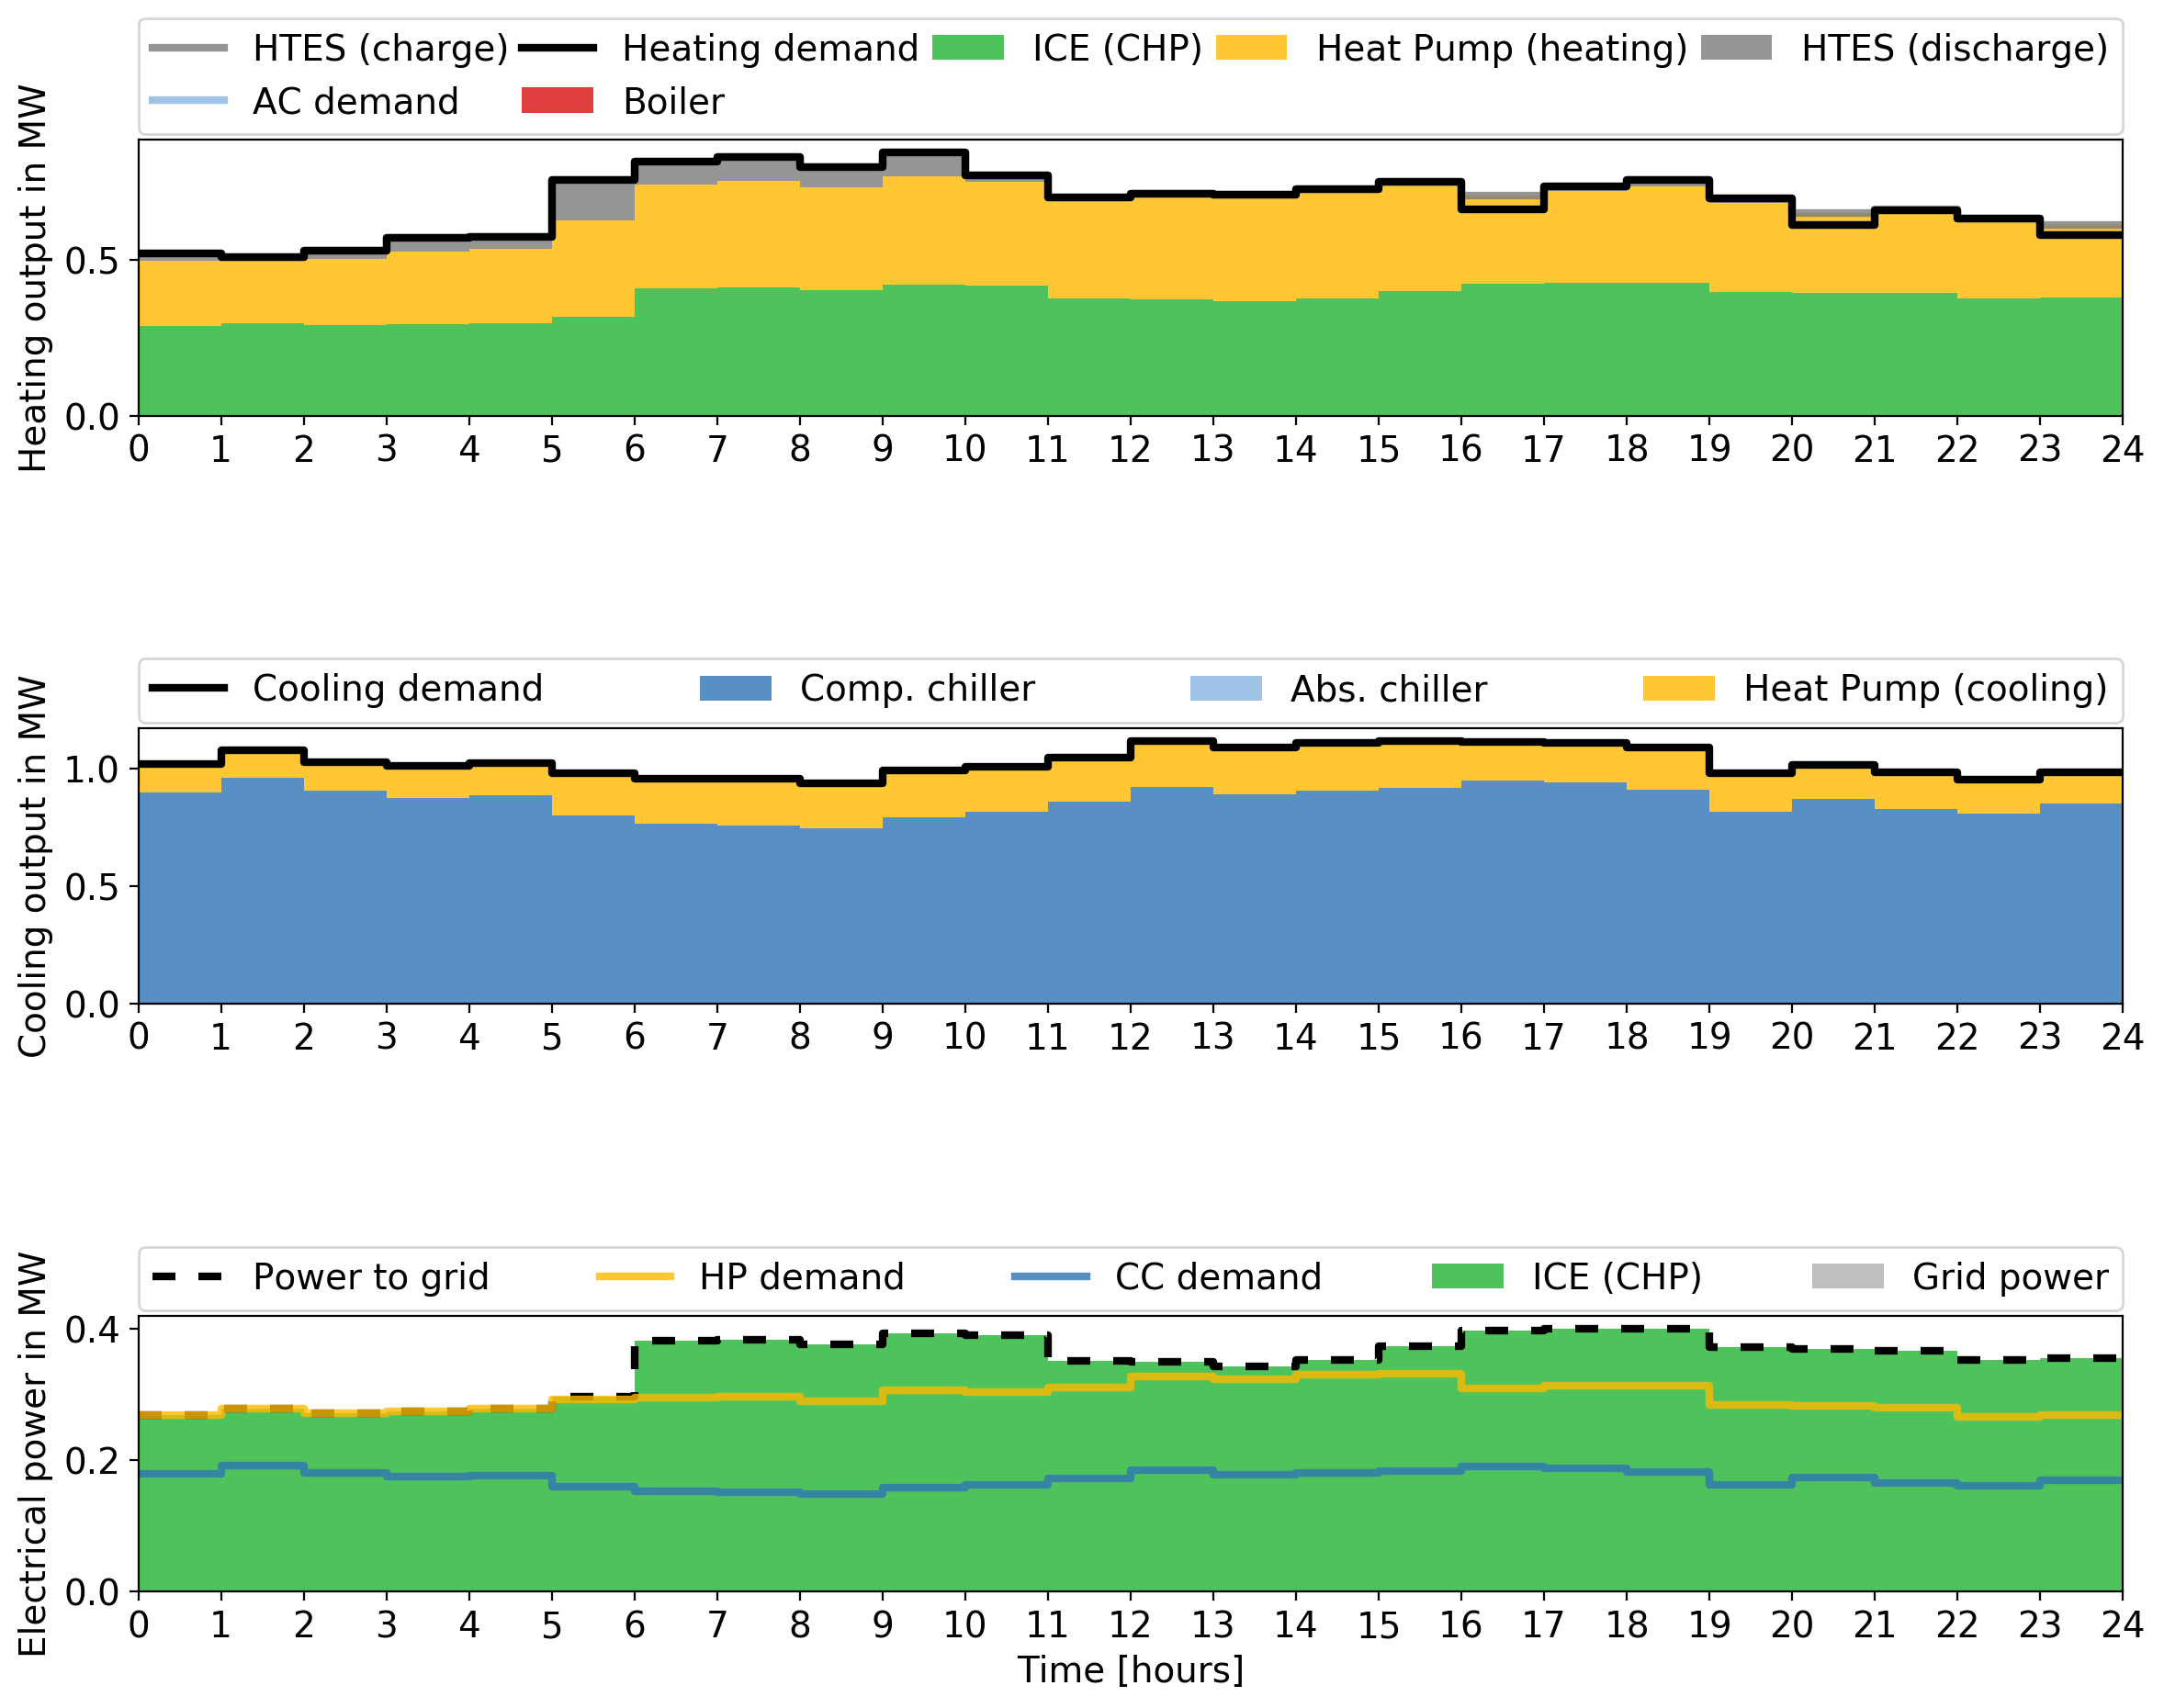 HTES (charge) Heating demand ICE (CHP) Heat Pump (heating) HTES (discharge)
AC demand Boiler
Heating output in MW
0.5
0.0
0 1 2 3 4 5 6 7 8 9 10 11 12 13 14 15 16 17 18 19 20 21 22 23 24
Cooling demand Comp. chiller Abs. chiller Heat Pump (cooling)
Cooling output in MW
1.0
0.5
0.0
0 1 2 3 4 5 6 7 8 9 10 11 12 13 14 15 16 17 18 19 20 21 22 23 24
Power to grid HP demand CC demand ICE (CHP) Grid power
Electrical power in MW
0.4
0.2
0.0
0 1 2 3 4 5 6 7 8 9 10 11 12 13 14 15 16 17 18 19 20 21 22 23 24
Time [hours]